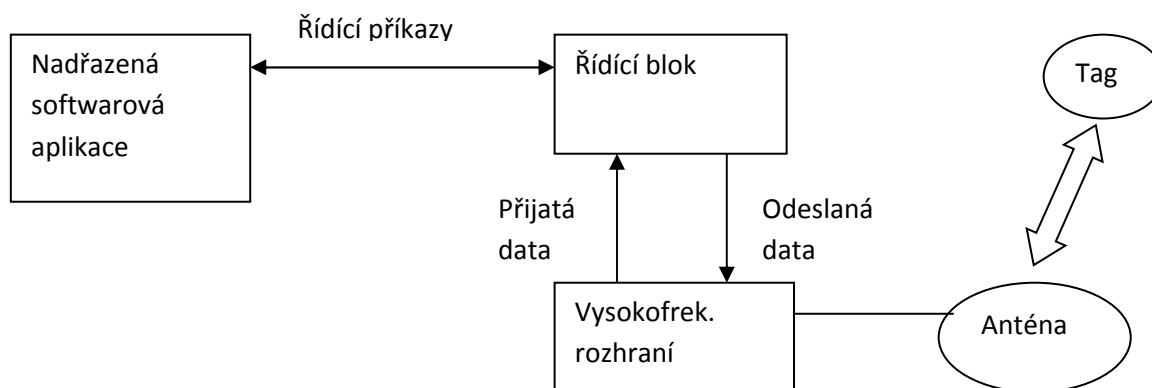 Řídící příkazy
Nadřazená
softwarová
aplikace
Řídící blok
Tag
Přijatá
data
Odeslaná
data
Vysokofrek.
rozhraní
Anténa